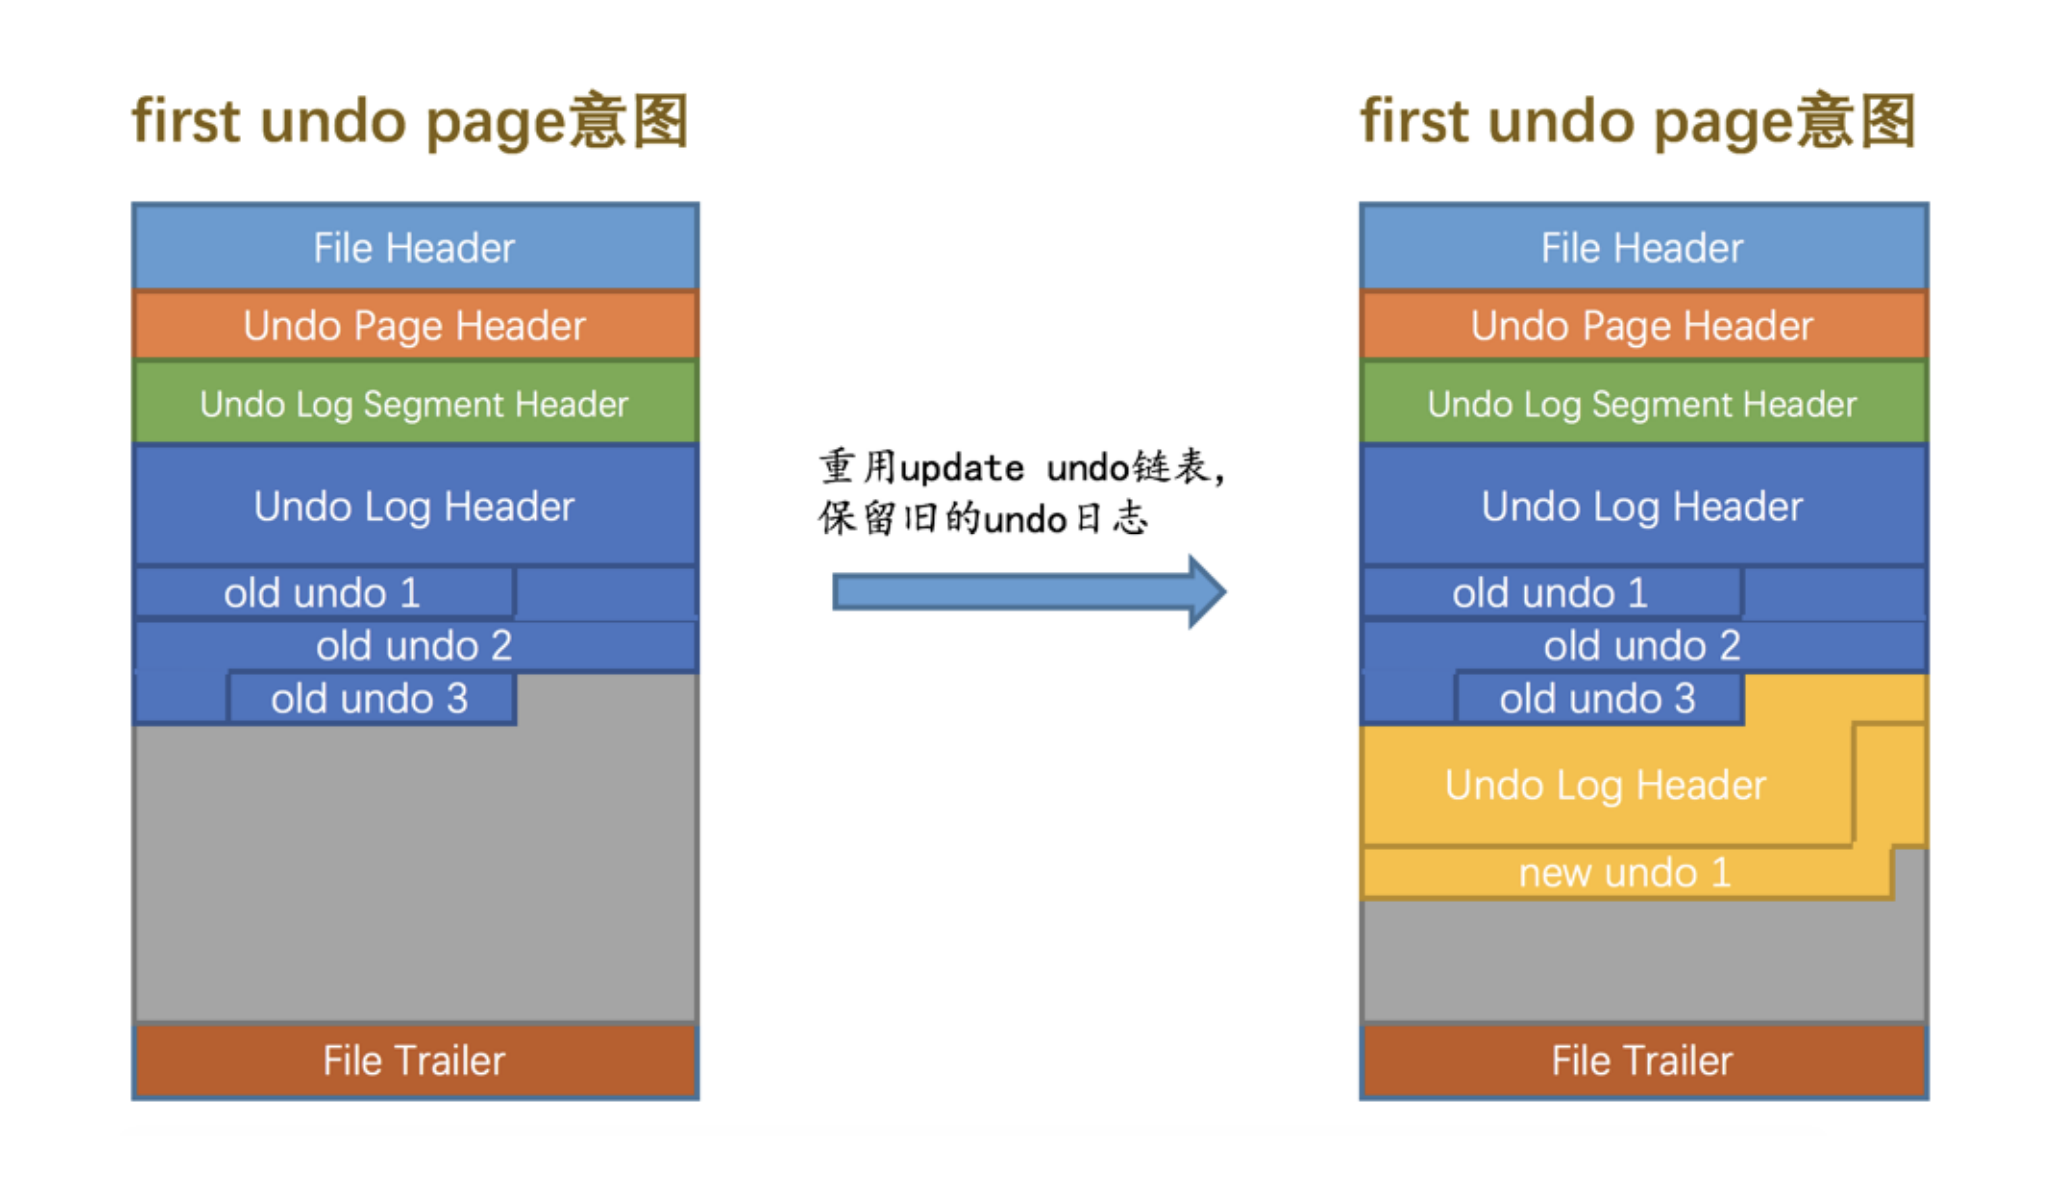 first undo page意图
File Header
Undo Page Header
Undo Log Segment Header
Undo Log Header
old undo 1
old undo 2
old undo 3
File Trailer
重用update undo链表,
保留旧的undo日志
first undo page意图
File Header
Undo Page Header
Undo Log Segment Header
Undo Log Header
old undo 1
old undo 2
old undo 3
Undo Log Header
new undo 1
File Trailer